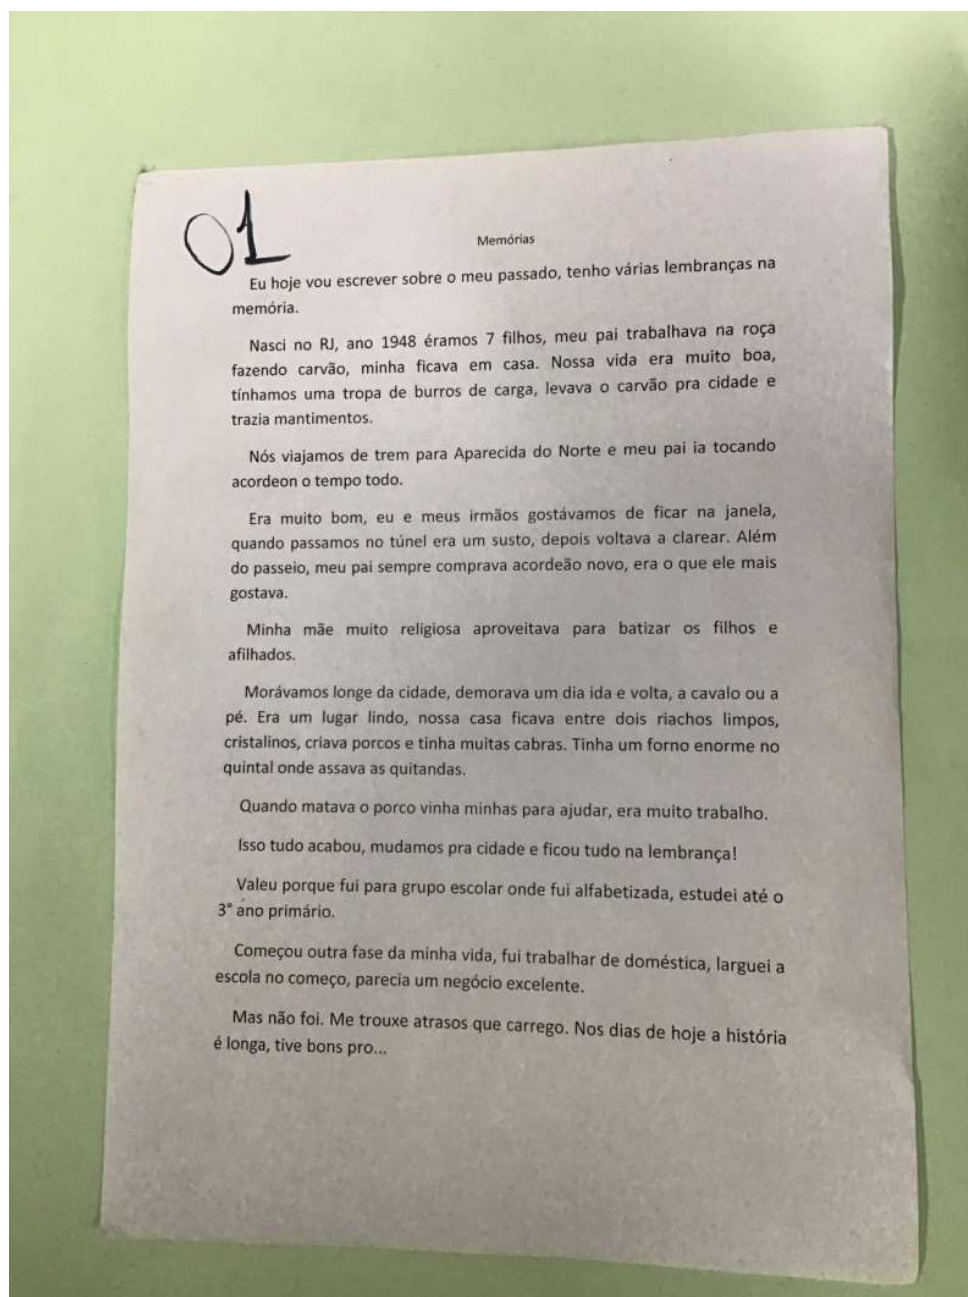 01
Memórias
Eu hoje vou escrever sobre o meu passado, tenho várias lembranças na
memória.
Nasci no RJ, ano 1948 éramos 7 filhos, meu pai trabalhava na roça
fazendo carvão, minha ficava em casa. Nossa vida era muito boa,
tínhamos uma tropa de burros de carga, levava o carvão pra cidade e
trazia mantimentos.
Nós viajamos de trem para Aparecida do Norte e meu pai ia tocando
acordeon o tempo todo.
Era muito bom, eu e meus irmãos gostávamos de ficar na janela,
quando passamos no túnel era um susto, depois voltava a clarear. Além
do passeio, meu pai sempre comprava acordeão novo, era o que ele mais
gostava.
Minha mãe muito religiosa aproveitava para batizar os filhos e
afilhados.
Morávamos longe da cidade, demorava um dia ida e volta, a cavalo ou a
pé. Era um lugar lindo, nossa casa ficava entre dois riachos limpos,
cristalinos, criava porcos e tinha muitas cabras. Tinha um forno enorme no
quintal onde assava as quitandas.
Quando matava o porco vinha minhas para ajudar, era muito trabalho.
Isso tudo acabou, mudamos pra cidade e ficou tudo na lembrança!
Valeu porque fui para grupo escolar onde fui alfabetizada, estudei até o
3° ano primário.
Começou outra fase da minha vida, fui trabalhar de doméstica, larguei a
escola no começo, parecia um negócio excelente.
Mas não foi. Me trouxe atrasos que carrego. Nos dias de hoje a história
é longa, tive bons pro...